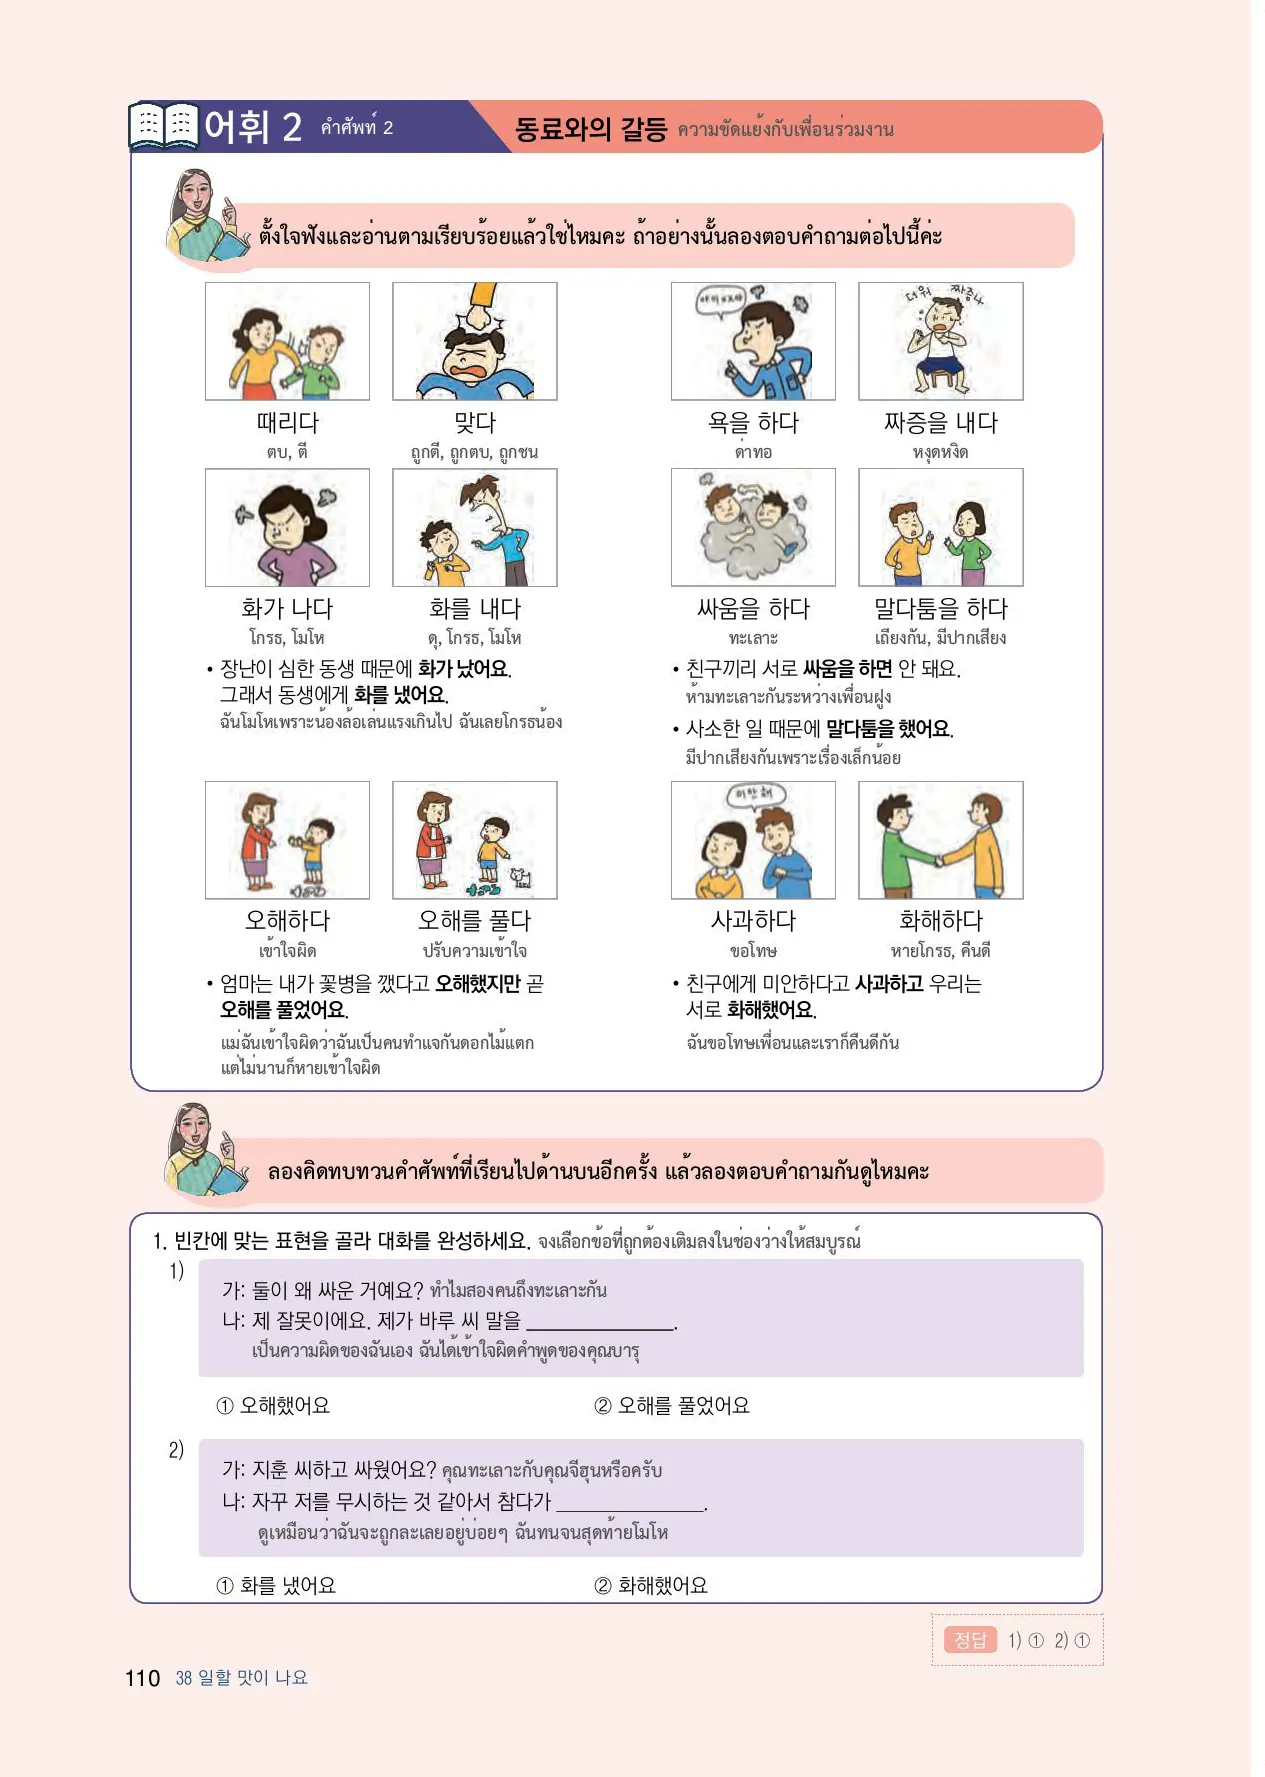 어휘 2 คำศัพท์ 2 동료와의 갈등 ความขัดแย้งกับเพื่อนร่วมงาน
ตั้งใจฟังและอ่านตามเรียบร้อยแล้วใช่ไหมคะ ถ้าอย่างนั้นลองตอบคำถามต่อไปนี้ค่ะ
더워 짜증나
때리다 맞다 욕을 하다 짜증을 내다
ตบ, ตี ถูกตี, ถูกตบ, ถูกชน ด่าทอ หงุดหงิด
화가 나다 화를 내다 싸움을 하다 말다툼을 하다
โกรธ, โมโห ดุ, โกรธ, โมโห ทะเลาะ เถียงกัน, มีปากเสียง
• 장난이 심한 동생 때문에 화가 났어요.
그래서 동생에게 화를 냈어요.
ฉันโมโหเพราะน้องล้อเล่นแรงเกินไป ฉันเลยโกรธน้อง
• 친구끼리 서로 싸움을 하면 안 돼요.
ห้ามทะเลาะกันระหว่างเพื่อนฝูง
• 사소한 일 때문에 말다툼을 했어요.
มีปากเสียงกันเพราะเรื่องเล็กน้อย
미안해
오해하다 오해를 풀다 사과하다 화해하다
เข้าใจผิด ปรับความเข้าใจ ขอโทษ หายโกรธ, คืนดี
• 엄마는 내가 꽃병을 깼다고 오해했지만 곧
오해를 풀었어요.
แม่ฉันเข้าใจผิดว่าฉันเป็นคนทำแจกันดอกไม้แตก
แต่ไม่นานก็หายเข้าใจผิด
• 친구에게 미안하다고 사과하고 우리는
서로 화해했어요.
ฉันขอโทษเพื่อนและเราก็คืนดีกัน
ลองคิดทบทวนคำศัพท์ที่เรียนไปด้านบนอีกครั้ง แล้วลองตอบคำถามกันดูไหมคะ
1. 빈칸에 맞는 표현을 골라 대화를 완성하세요. จงเลือกข้อที่ถูกต้องเติมลงในช่องว่างให้สมบูรณ์
1)
가: 둘이 왜 싸운 거예요? ทำไมสองคนถึงทะเลาะกัน
나: 제 잘못이에요. 제가 바루 씨 말을 ______________.
เป็นความผิดของฉันเอง ฉันได้เข้าใจผิดคำพูดของคุณบารุ
① 오해했어요 ② 오해를 풀었어요
2)
가: 지훈 씨하고 싸웠어요? คุณทะเลาะกับคุณจีฮุนหรือครับ
나: 자꾸 저를 무시하는 것 같아서 참다가 ______________.
ดูเหมือนว่าฉันจะถูกละเลยอยู่บ่อยๆ ฉันทนจนสุดท้ายโมโห
① 화를 냈어요 ② 화해했어요
정답 1) ① 2) ①
110 38 일할 맛이 나요